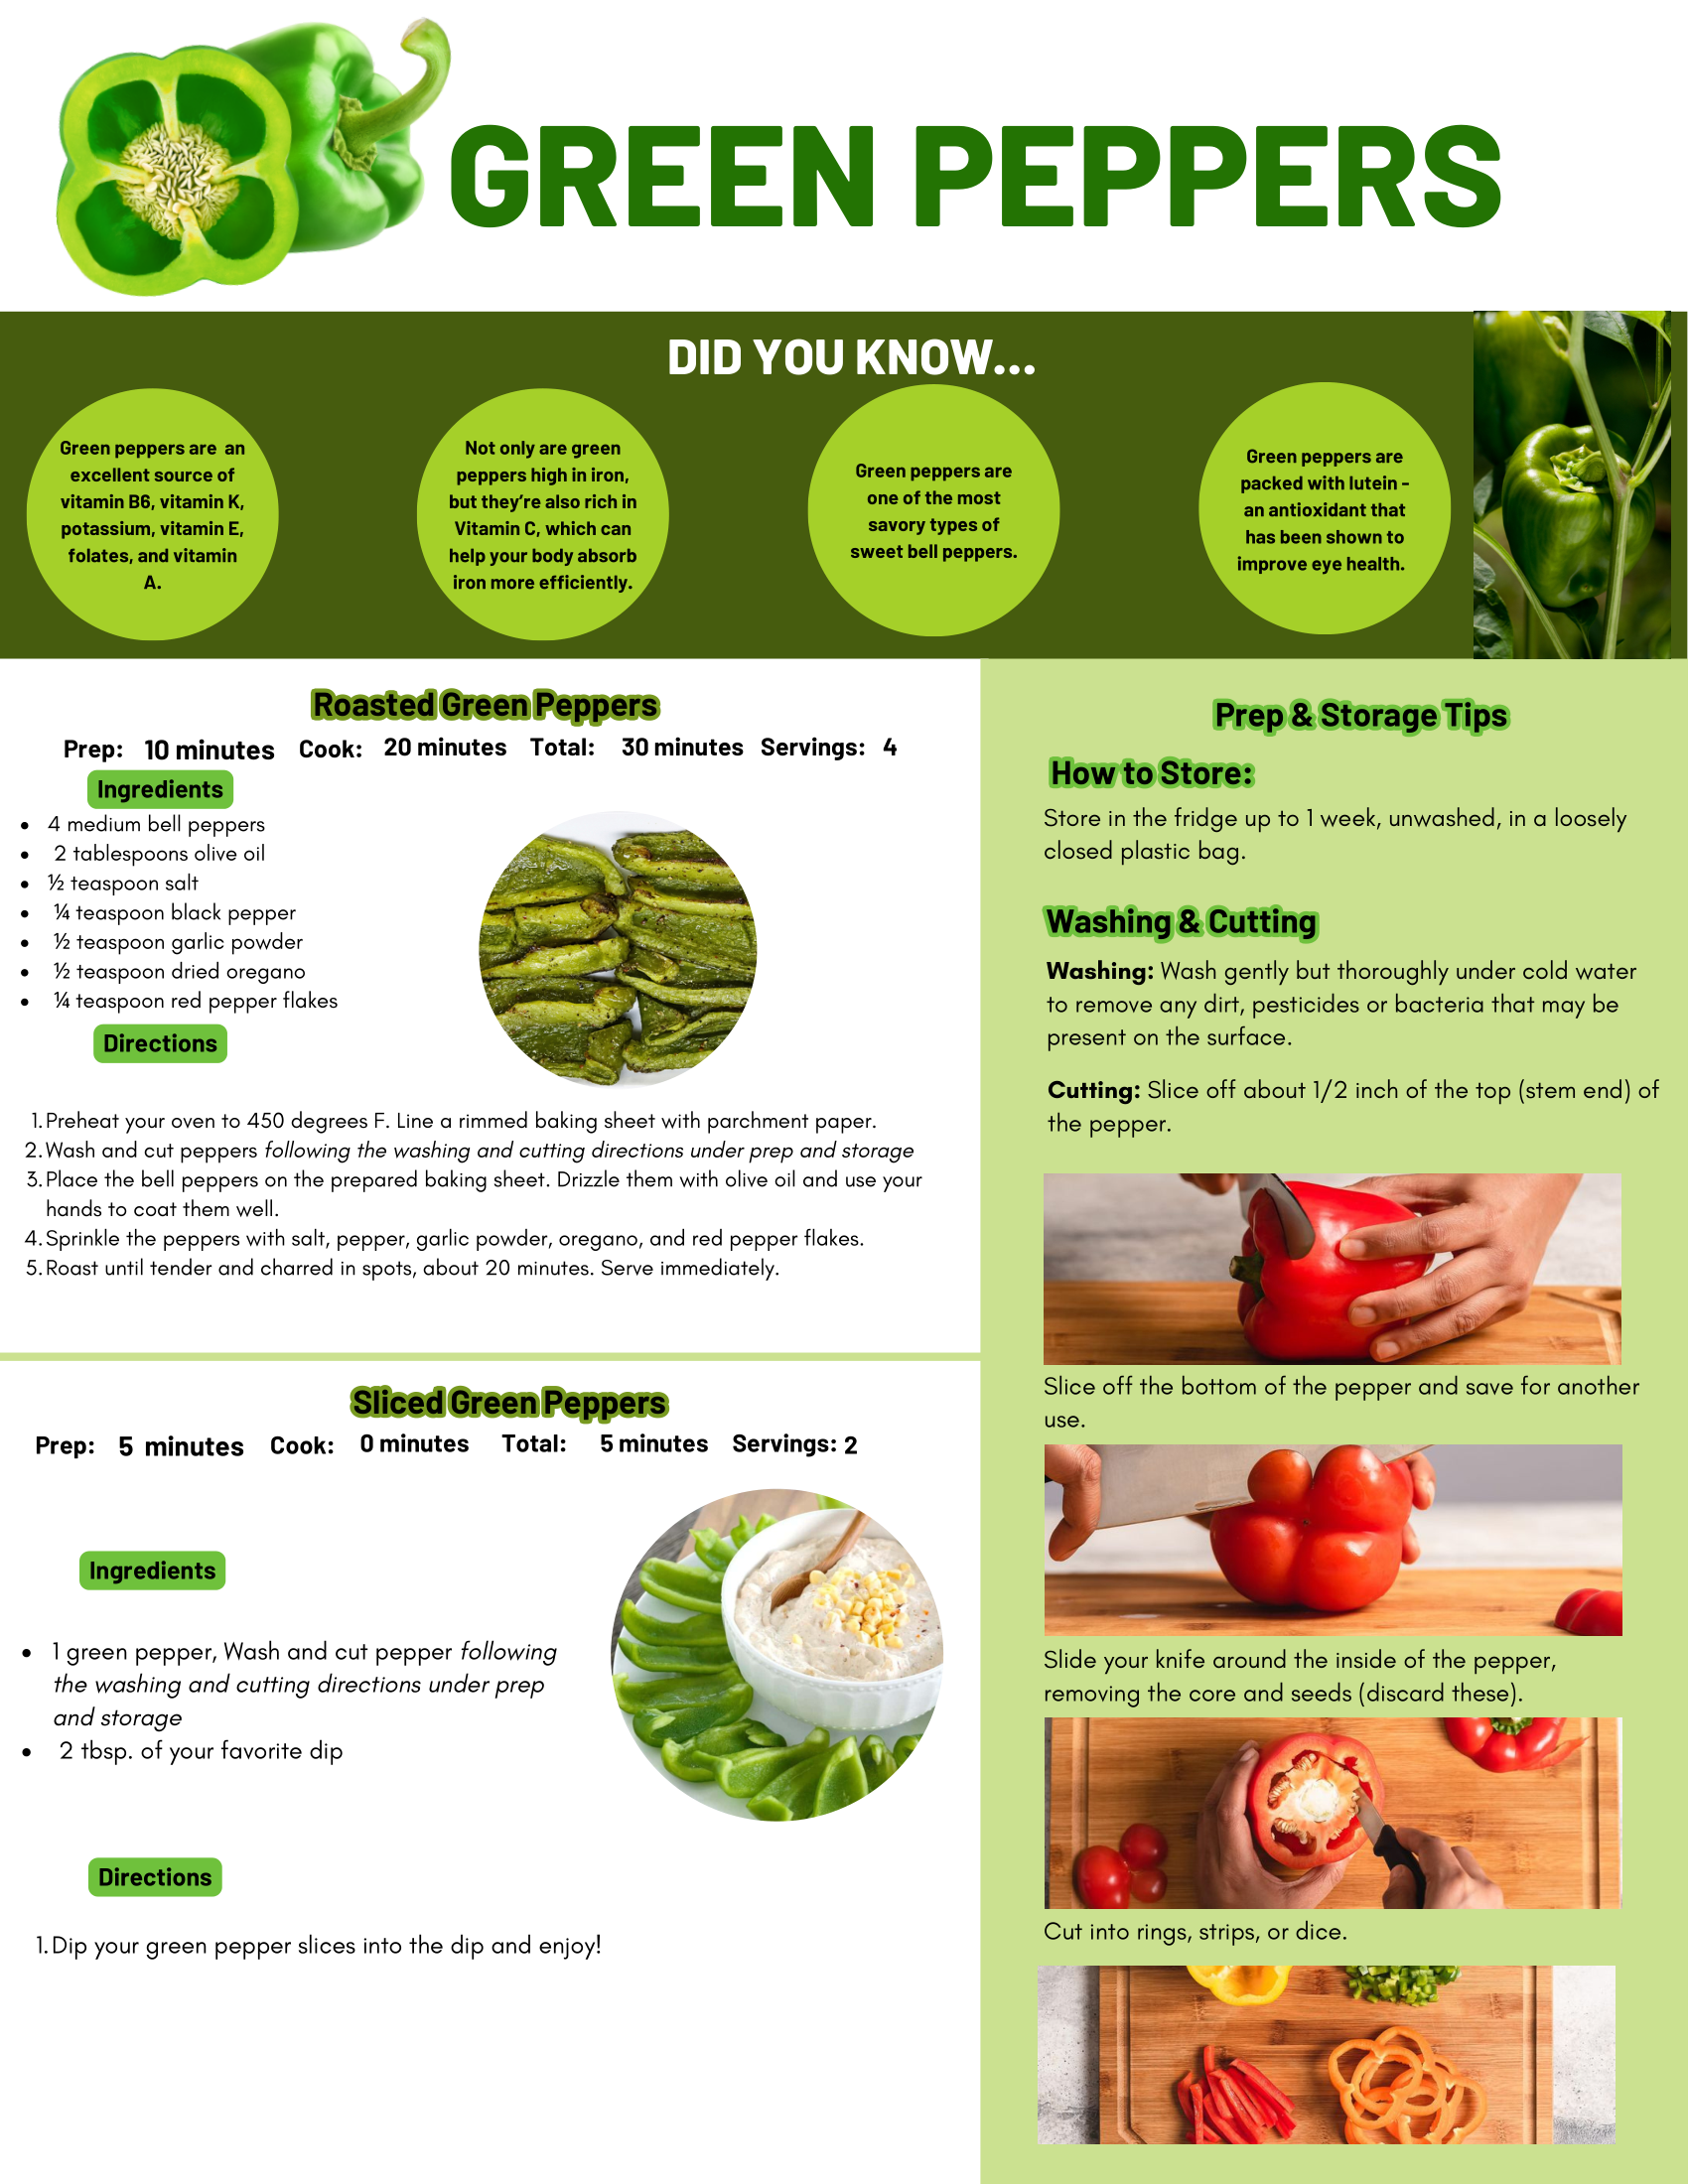 GREEN PEPPERS
DID YOU KNOW...
Green peppers are an
excellent source of
vitamin B6, vitamin K,
potassium, vitamin E,
folates, and vitamin
A.
Not only are green
peppers high in iron,
but they're also rich in
Vitamin C, which can
help your body absorb
iron more efficiently.
Green peppers are
one of the most
savory types of
sweet bell peppers.
Green peppers are
packed with lutein -
an antioxidant that
has been shown to
improve eye health.
Roasted Green Peppers
Prep: 10 minutes Cook: 20 minutes Total: 30 minutes Servings: 4
Ingredients
• 4 medium bell peppers
• 2 tablespoons olive oil
• ½ teaspoon salt
• ¼ teaspoon black pepper
• ½ teaspoon garlic powder
• ½ teaspoon dried oregano
• ¼ teaspoon red pepper flakes
Directions
1. Preheat your oven to 450 degrees F. Line a rimmed baking sheet with parchment paper.
2. Wash and cut peppers following the washing and cutting directions under prep and storage
3. Place the bell peppers on the prepared baking sheet. Drizzle them with olive oil and use your
hands to coat them well.
4. Sprinkle the peppers with salt, pepper, garlic powder, oregano, and red pepper flakes.
5. Roast until tender and charred in spots, about 20 minutes. Serve immediately.
Sliced Green Peppers
Prep: 5 minutes Cook: 0 minutes Total: 5 minutes Servings: 2
Ingredients
• 1 green pepper, Wash and cut pepper following
the washing and cutting directions under prep
and storage
• 2 tbsp. of your favorite dip
Directions
1. Dip your green pepper slices into the dip and enjoy!
Prep & Storage Tips
How to Store:
Store in the fridge up to 1 week, unwashed, in a loosely
closed plastic bag.
Washing & Cutting
Washing: Wash gently but thoroughly under cold water
to remove any dirt, pesticides or bacteria that may be
present on the surface.
Cutting: Slice off about 1/2 inch of the top (stem end) of
the pepper.
Slice off the bottom of the pepper and save for another
use.
Slide your knife around the inside of the pepper,
removing the core and seeds (discard these).
Cut into rings, strips, or dice.